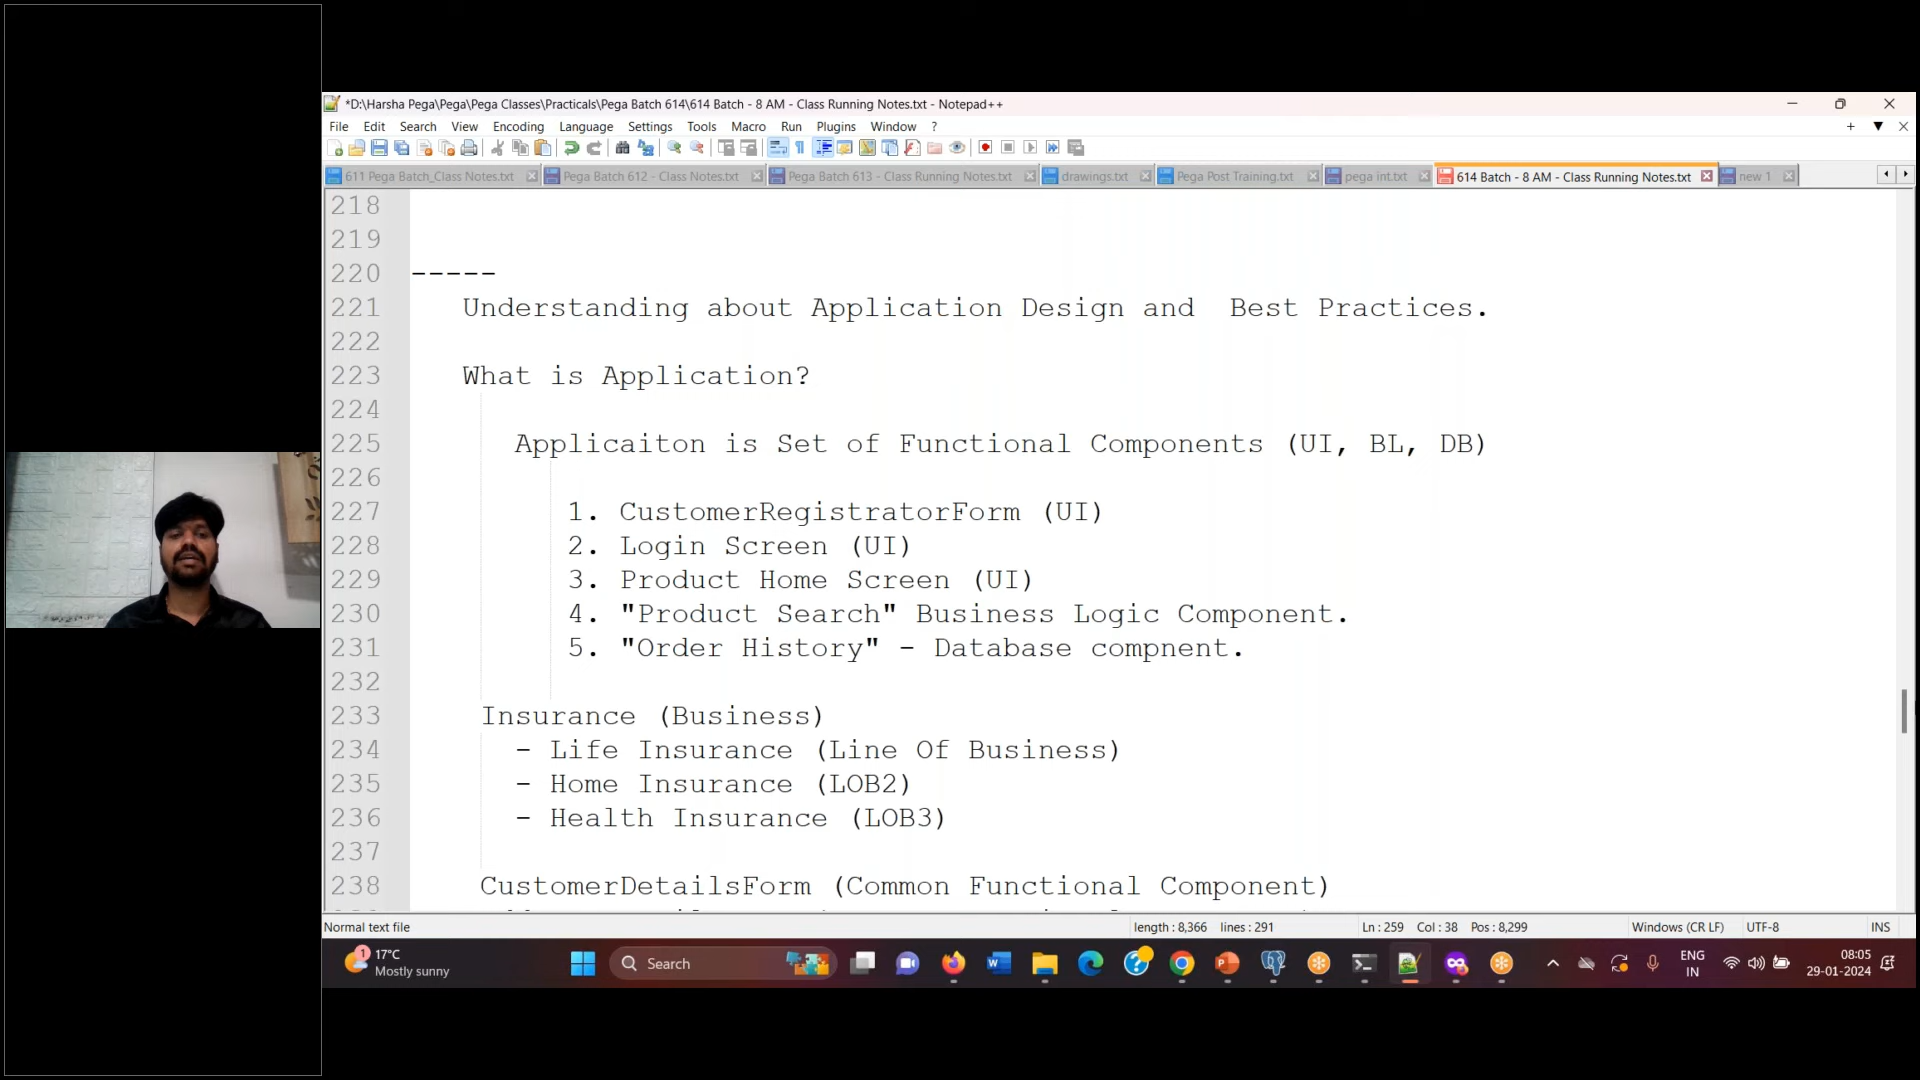 *D:\Harsha Pega\Pega\Pega Classes\Practicals\Pega Batch 614\614 Batch - 8 AM - Class Running Notes.txt - Notepad++
File Edit Search View Encoding Language Settings Tools Macro Run Plugins Window ?
611 Pega Batch_Class Notes.txt Pega Batch 612 - Class Notes.txt Pega Batch 613 - Class Running Notes.txt drawings.txt Pega Post Training.txt pega int.txt 614 Batch - 8 AM - Class Running Notes.txt new 1
218
219
220 -----
221 Understanding about Application Design and Best Practices.
222
223 What is Application?
224
225 Applicaiton is Set of Functional Components (UI, BL, DB)
226
227 1. CustomerRegistratorForm (UI)
228 2. Login Screen (UI)
229 3. Product Home Screen (UI)
230 4. "Product Search" Business Logic Component.
231 5. "Order History" - Database compnent.
232
233 Insurance (Business)
234 - Life Insurance (Line Of Business)
235 - Home Insurance (LOB2)
236 - Health Insurance (LOB3)
237
238 CustomerDetailsForm (Common Functional Component)
Normal text file length : 8,366 lines : 291 Ln : 259 Col : 38 Pos : 8,299 Windows (CR LF) UTF-8 INS
1 17°C Search ENG 08:05
Mostly sunny IN 29-01-2024